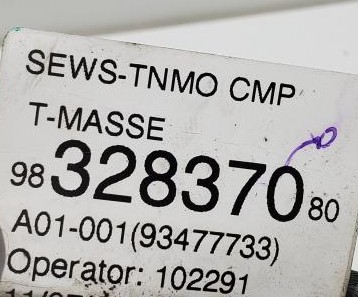 SEWS-TNMO CMP
T-MASSE
98 328370 80
A01-001(93477733)
Operator: 102291